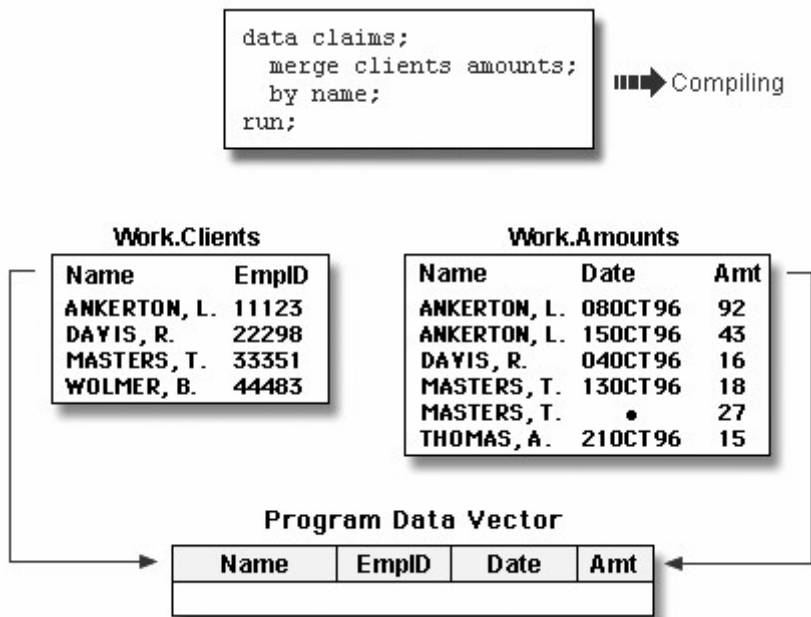 data claims;
merge clients amounts;
by name;
run;
Compiling
Work.Clients
Name EmpID
ANKERTON, L. 11123
DAVIS, R. 22298
MASTERS, T. 33351
WOLMER, B. 44483
Work.Amounts
Name Date Amt
ANKERTON, L. 08OCT96 92
ANKERTON, L. 15OCT96 43
DAVIS, R. 04OCT96 16
MASTERS, T. 13OCT96 18
MASTERS, T. • 27
THOMAS, A. 21OCT96 15
Program Data Vector
Name EmpID Date Amt